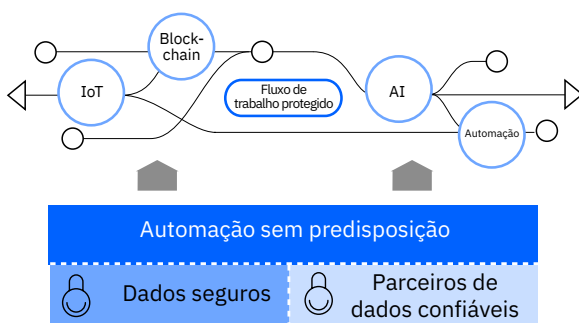 Block-
chain
IoT
Fluxo de
trabalho protegido
AI
Automação
Automação sem predisposição
Dados seguros
Parceiros de
dados confiáveis